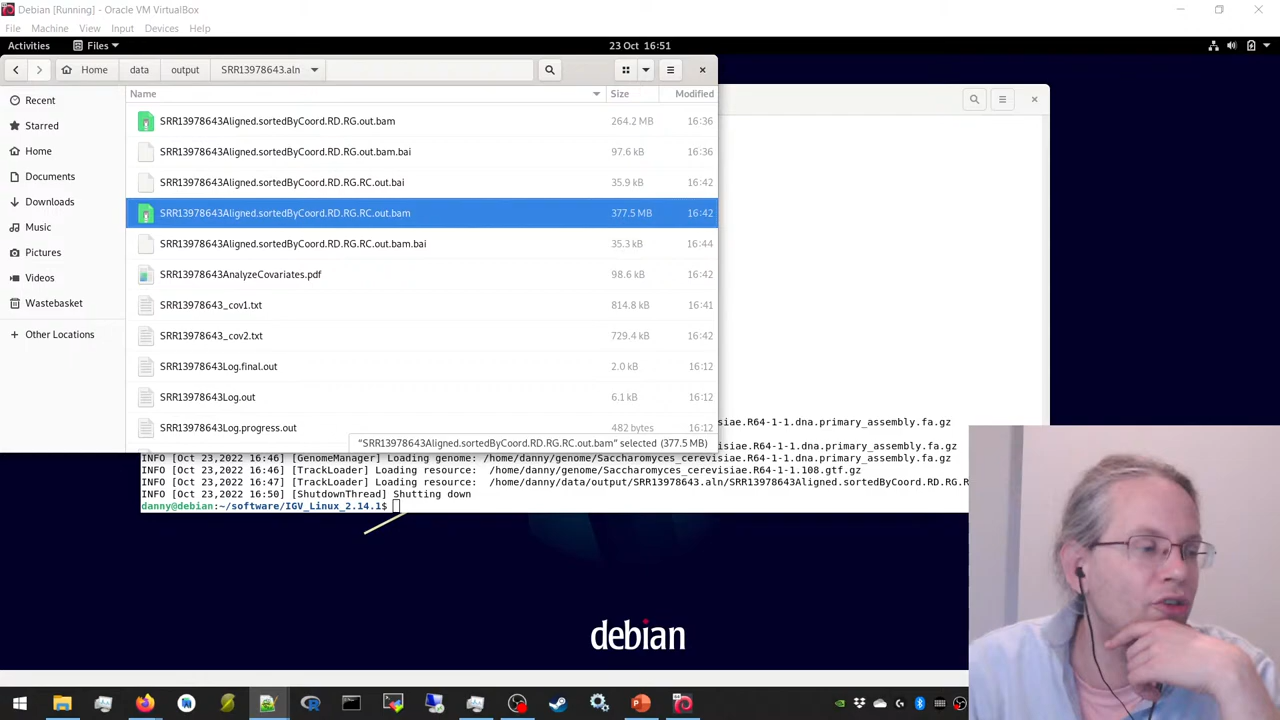 Debian [Running] - Oracle VM VirtualBox
File Machine View Input Devices Help
Activities Files 23 Oct 16:51
Home data output SRR13978643.aln
Name Size Modified
Recent
Starred
Home
Documents
Downloads
Music
Pictures
Videos
Wastebasket
Other Locations
SRR13978643Aligned.sortedByCoord.RD.RG.out.bam 264.2 MB 16:36
SRR13978643Aligned.sortedByCoord.RD.RG.out.bam.bai 97.6 kB 16:36
SRR13978643Aligned.sortedByCoord.RD.RG.RC.out.bai 35.9 kB 16:42
SRR13978643Aligned.sortedByCoord.RD.RG.RC.out.bam 377.5 MB 16:42
SRR13978643Aligned.sortedByCoord.RD.RG.RC.out.bam.bai 35.3 kB 16:44
SRR13978643AnalyzeCovariates.pdf 98.6 kB 16:42
SRR13978643_cov1.txt 814.8 kB 16:41
SRR13978643_cov2.txt 729.4 kB 16:42
SRR13978643Log.final.out 2.0 kB 16:12
SRR13978643Log.out 6.1 kB 16:12
SRR13978643Log.progress.out 482 bytes 16:12
"SRR13978643Aligned.sortedByCoord.RD.RG.RC.out.bam" selected (377.5 MB)
siae.R64-1-1.dna.primary_assembly.fa.gz
isiae.R64-1-1.dna.primary_assembly.fa.gz
INFO [Oct 23,2022 16:46] [GenomeManager] Loading genome: /home/danny/genome/Saccharomyces_cerevisiae.R64-1-1.dna.primary_assembly.fa.gz
INFO [Oct 23,2022 16:46] [TrackLoader] Loading resource: /home/danny/genome/Saccharomyces_cerevisiae.R64-1-1.108.gtf.gz
INFO [Oct 23,2022 16:47] [TrackLoader] Loading resource: /home/danny/data/output/SRR13978643.aln/SRR13978643Aligned.sortedByCoord.RD.RG.R
INFO [Oct 23,2022 16:50] [ShutdownThread] Shutting down
danny@debian:~/software/IGV_Linux_2.14.1$
debian